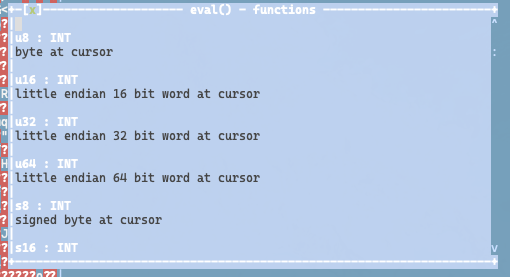 [x] eval() - functions
u8 : INT
byte at cursor
u16 : INT
little endian 16 bit word at cursor
u32 : INT
little endian 32 bit word at cursor
u64 : INT
little endian 64 bit word at cursor
s8 : INT
signed byte at cursor
s16 : INT